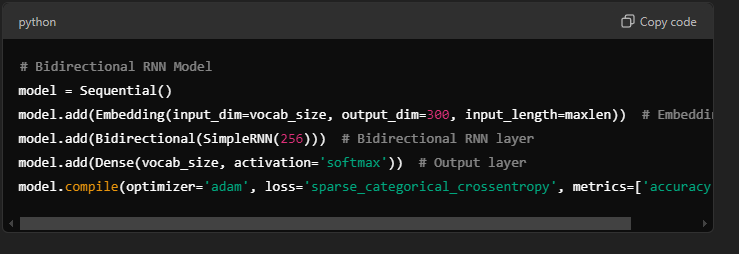 python
Copy code
# Bidirectional RNN Model
model = Sequential()
model.add(Embedding(input_dim=vocab_size, output_dim=300, input_length=maxlen))  # Embeddin
model.add(Bidirectional(SimpleRNN(256)))  # Bidirectional RNN layer
model.add(Dense(vocab_size, activation='softmax'))  # Output layer
model.compile(optimizer='adam', loss='sparse_categorical_crossentropy', metrics=['accuracy